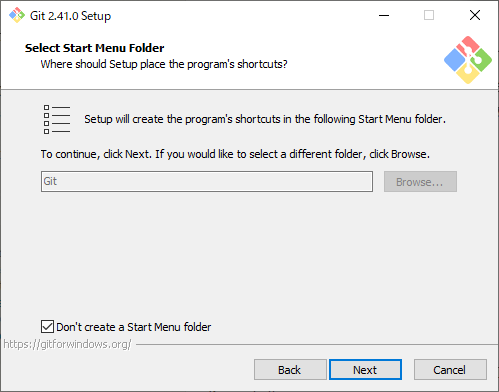 Git 2.41.0 Setup
Select Start Menu Folder
Where should Setup place the program's shortcuts?
Setup will create the program's shortcuts in the following Start Menu folder.
To continue, click Next. If you would like to select a different folder, click Browse.
Git
Browse...
Don't create a Start Menu folder
https://gitforwindows.org/
Back
Next
Cancel